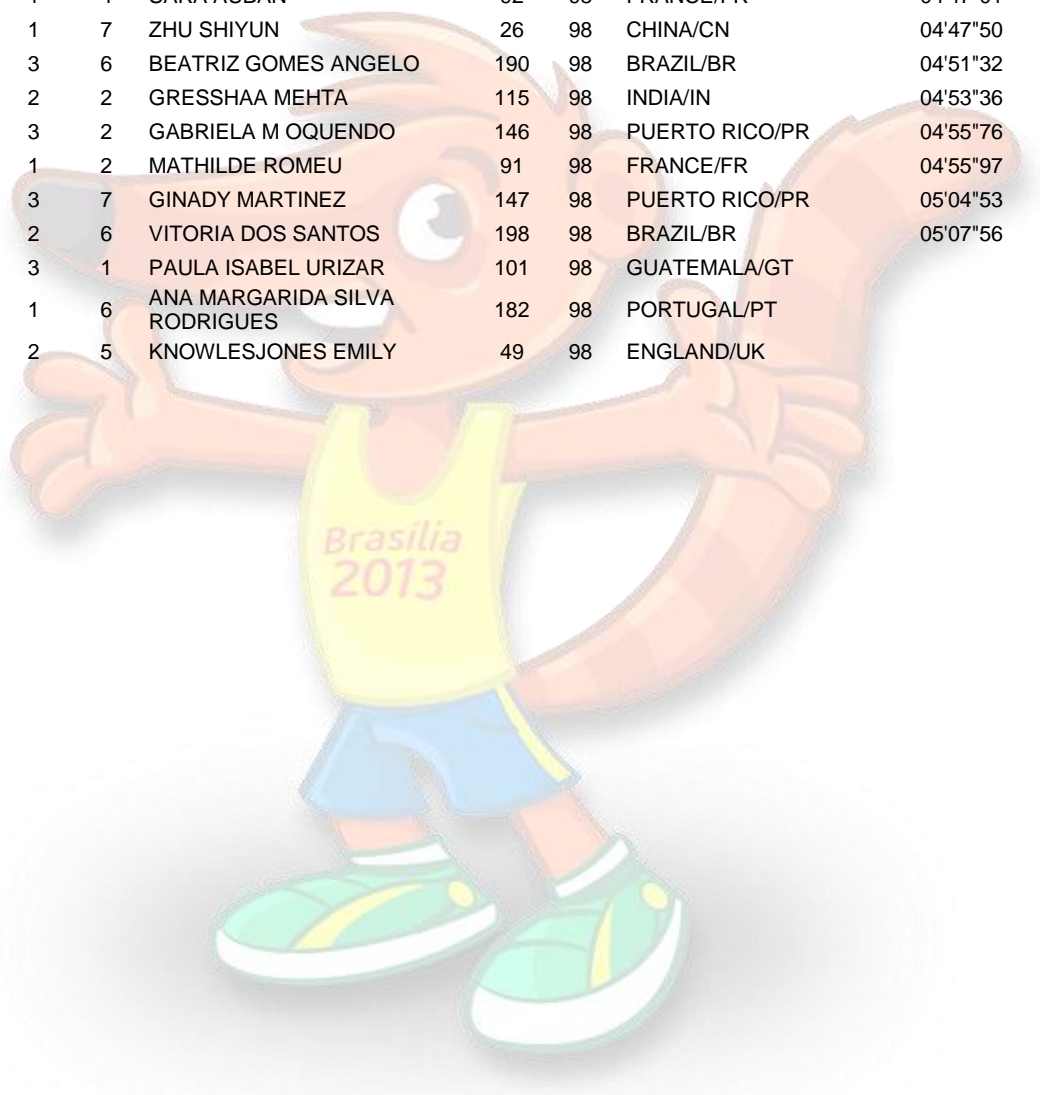 1 7 ZHU SHIYUN 26 98 CHINA/CN 04'47"50
3 6 BEATRIZ GOMES ANGELO 190 98 BRAZIL/BR 04'51"32
2 2 GRESSHAA MEHTA 115 98 INDIA/IN 04'53"36
3 2 GABRIELA M OQUENDO 146 98 PUERTO RICO/PR 04'55"76
1 2 MATHILDE ROMEU 91 98 FRANCE/FR 04'55"97
3 7 GINADY MARTINEZ 147 98 PUERTO RICO/PR 05'04"53
2 6 VITORIA DOS SANTOS 198 98 BRAZIL/BR 05'07"56
3 1 PAULA ISABEL URIZAR 101 98 GUATEMALA/GT
1 6 ANA MARGARIDA SILVA
RODRIGUES 182 98 PORTUGAL/PT
2 5 KNOWLESJONES EMILY 49 98 ENGLAND/UK
Brasília
2013